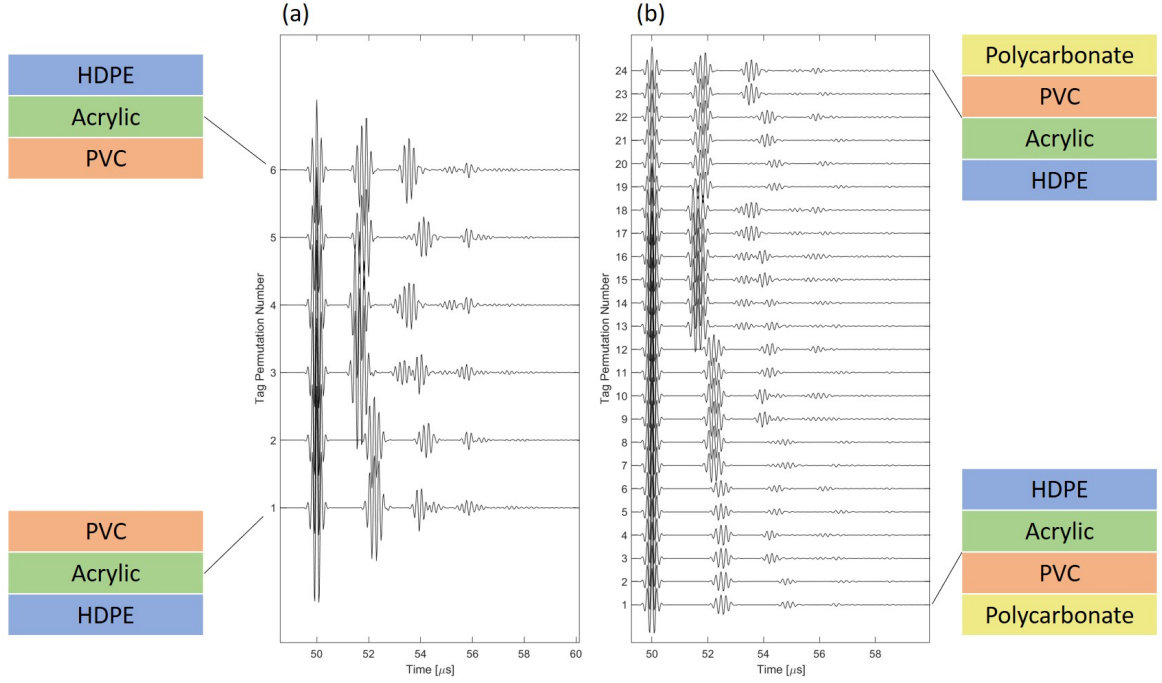 (a)
(b)
HDPE
Acrylic
PVC
PVC
Acrylic
HDPE
Tag Permutation Number
6
5
4
3
2
1
50
52
54
56
58
60
Time [μs]
Tag Permutation Number
24
23
22
21
20
19
18
17
16
15
14
13
12
11
10
9
8
7
6
5
4
3
2
1
50
52
54
56
58
Time [μs]
Polycarbonate
PVC
Acrylic
HDPE
HDPE
Acrylic
PVC
Polycarbonate